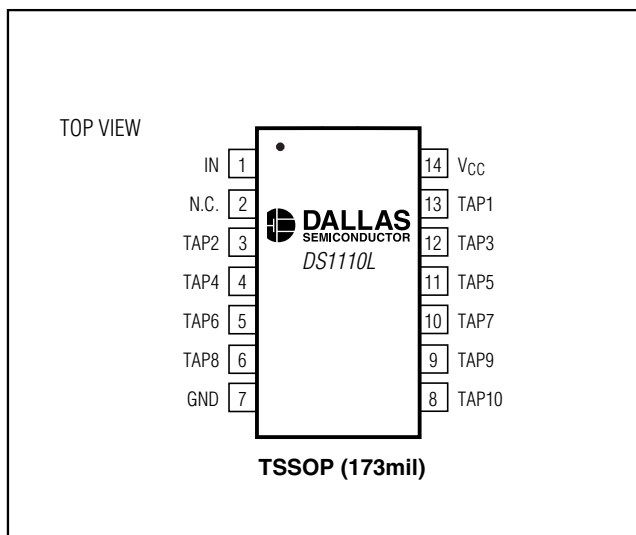 TOP VIEW
IN 1 14 VCC
N.C. 2 13 TAP1
TAP2 3 12 TAP3
TAP4 4 11 TAP5
TAP6 5 10 TAP7
TAP8 6 9 TAP9
GND 7 8 TAP10
DALLAS
SEMICONDUCTOR
DS1110L
TSSOP (173mil)